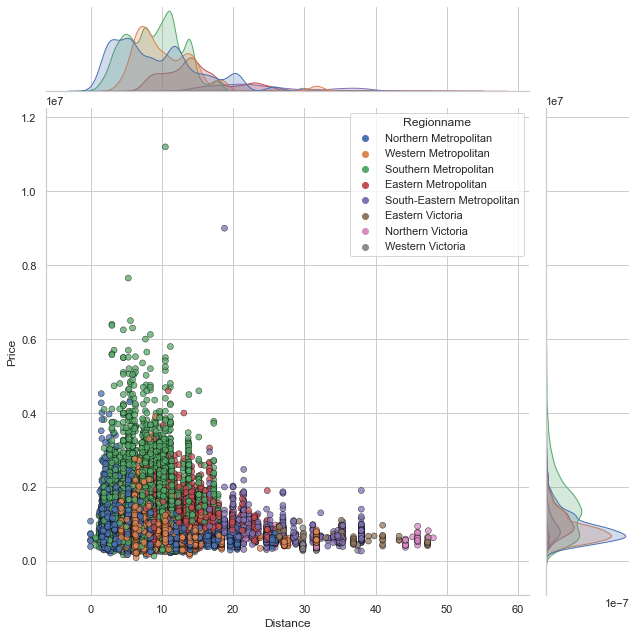 1e7
1e7
1.2
1.0
0.8
0.6
0.4
0.2
0.0
Price
Regionname
Northern Metropolitan
Western Metropolitan
Southern Metropolitan
Eastern Metropolitan
South-Eastern Metropolitan
Eastern Victoria
Northern Victoria
Western Victoria
0 10 20 30 40 50 60
Distance
1e−7